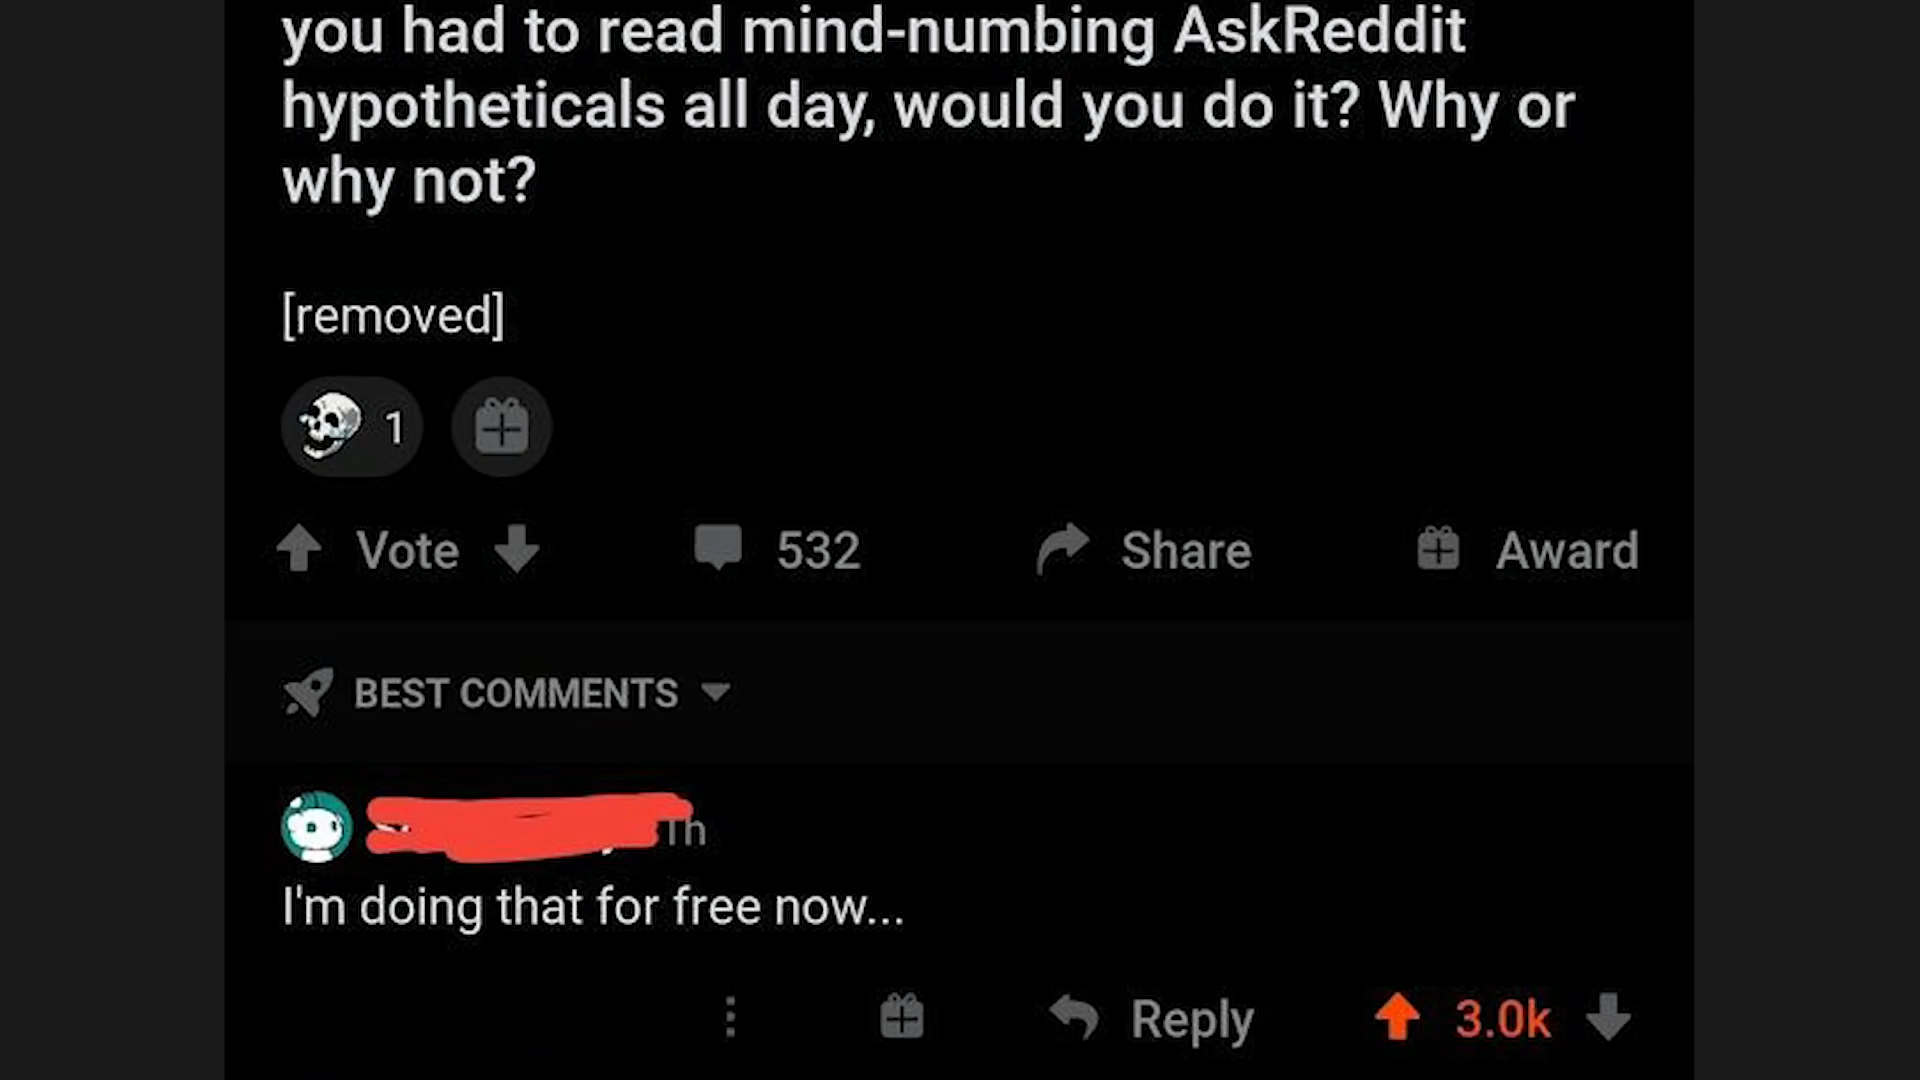 you had to read mind-numbing AskReddit
hypotheticals all day, would you do it? Why or
why not?
[removed]
1
Vote 532 Share Award
BEST COMMENTS
1h
I'm doing that for free now...
Reply 3.0k